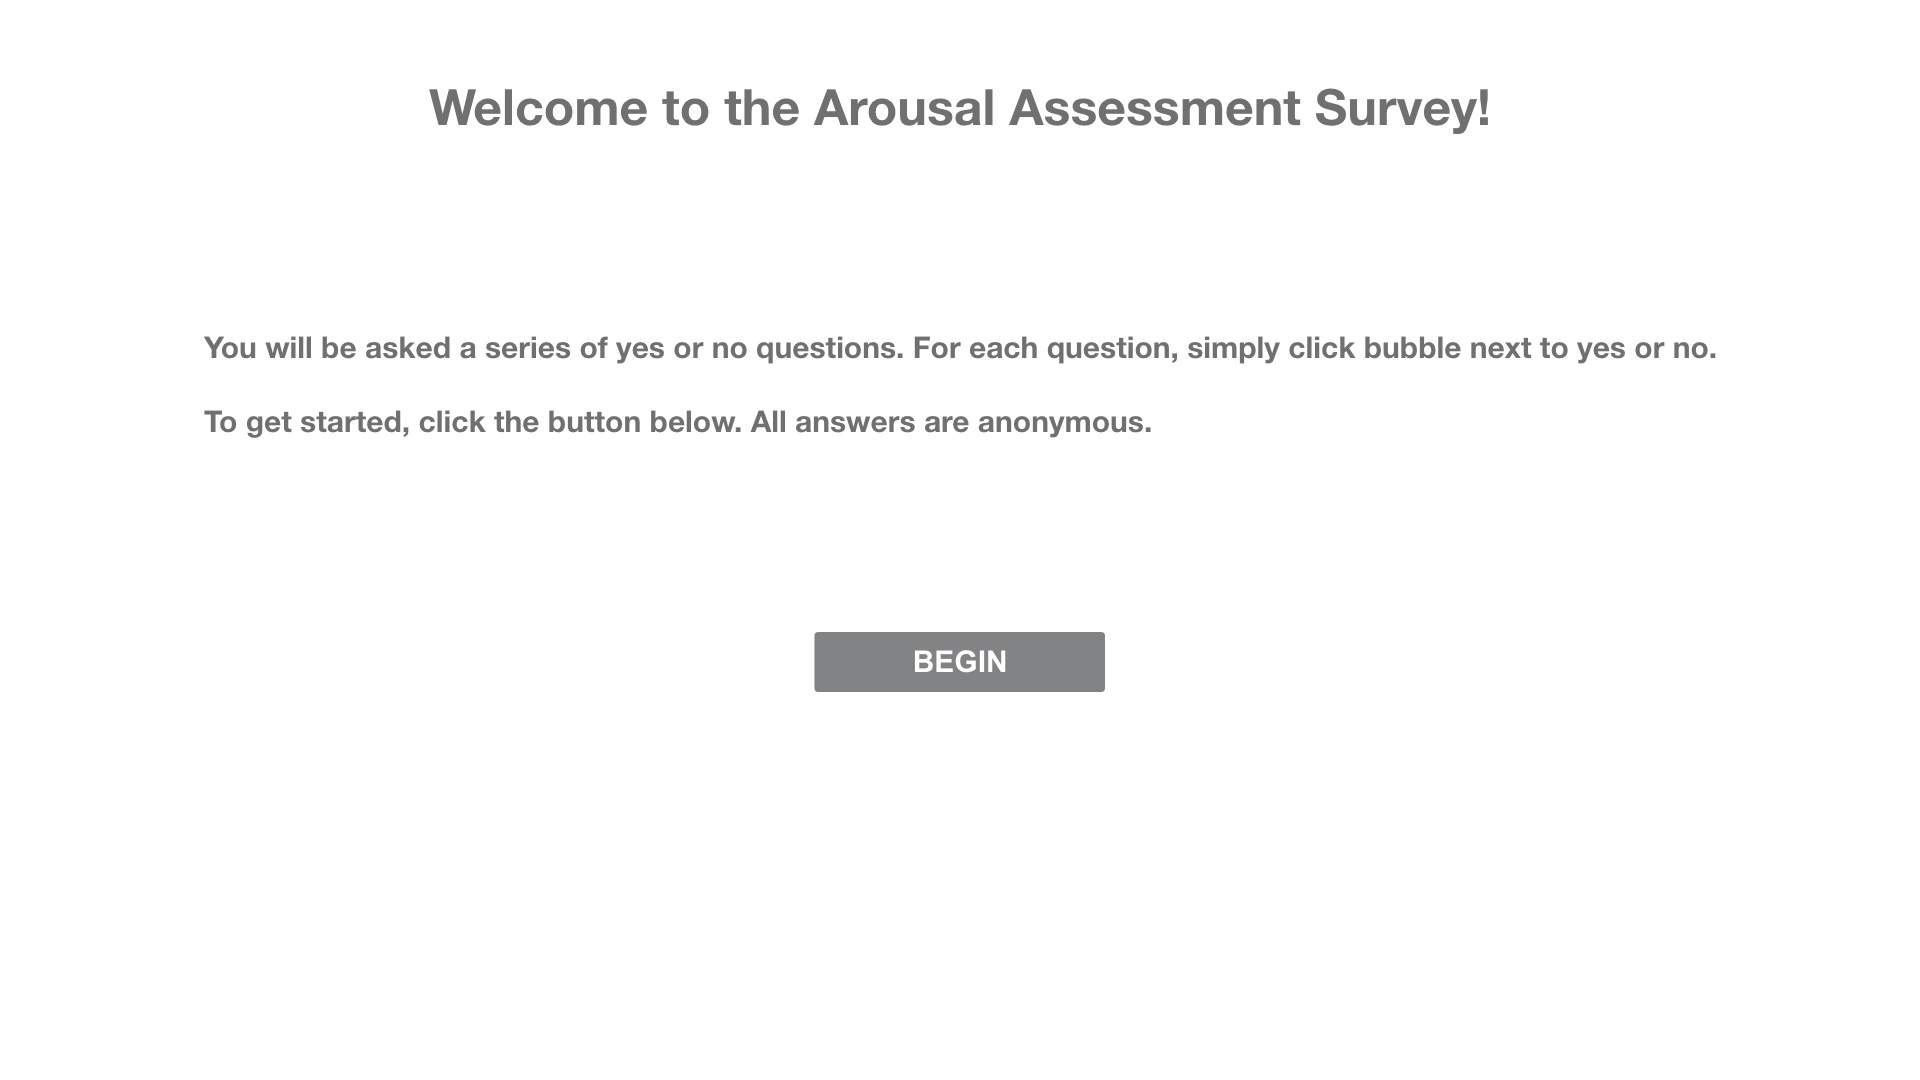 Welcome to the Arousal Assessment Survey!
You will be asked a series of yes or no questions. For each question, simply click bubble next to yes or no.
To get started, click the button below. All answers are anonymous.
BEGIN